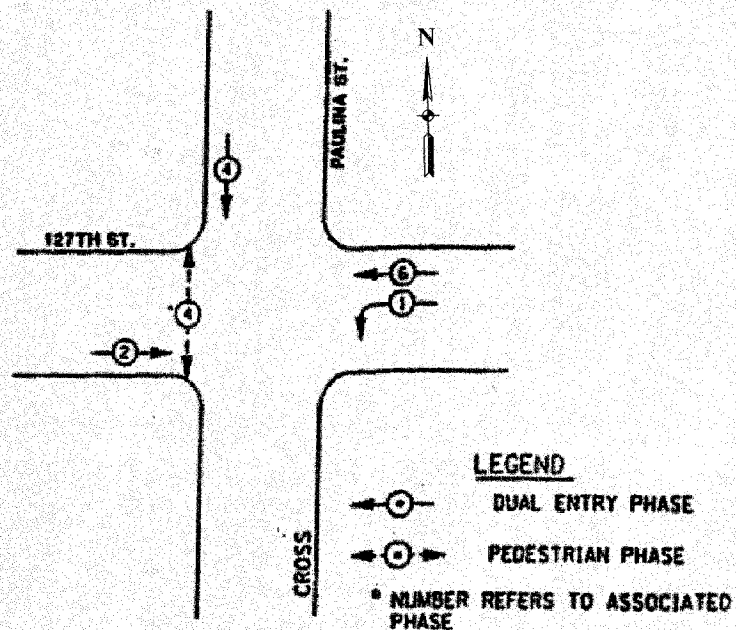 N
PAULINA ST.
4
127TH ST.
6
1
* 4
2
CROSS
LEGEND
DUAL ENTRY PHASE
PEDESTRIAN PHASE
* NUMBER REFERS TO ASSOCIATED
PHASE